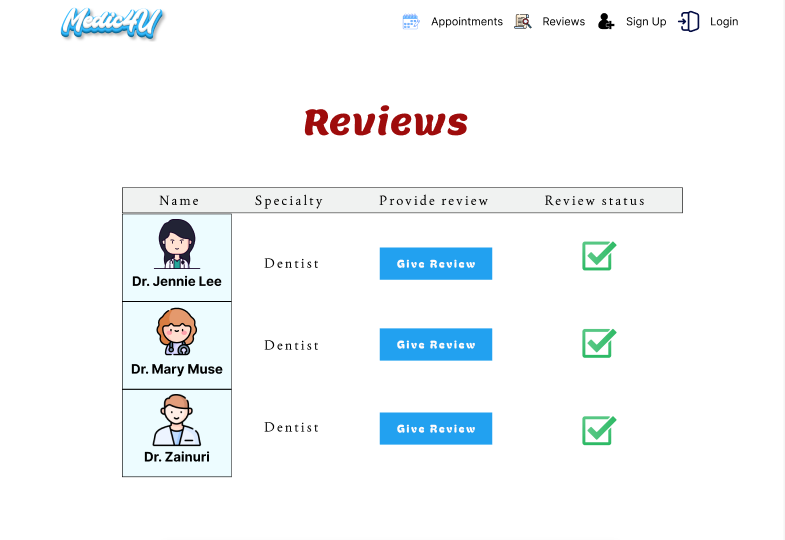 Medic4U
Appointments Reviews Sign Up Login
Reviews
Name Specialty Provide review Review status
Dentist Give Review
Dr. Jennie Lee
Dentist Give Review
Dr. Mary Muse
Dentist Give Review
Dr. Zainuri